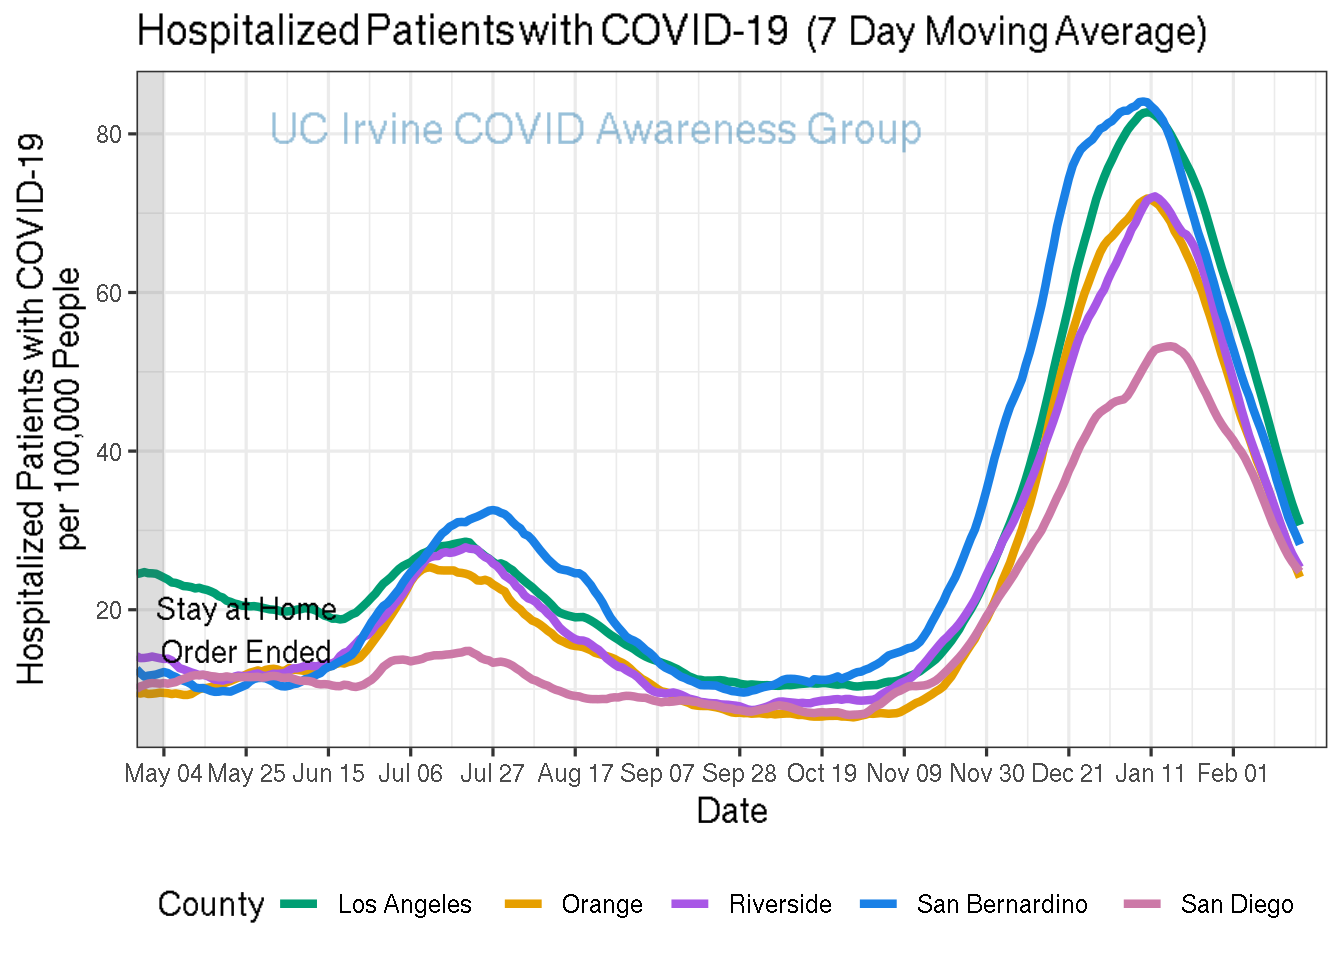 Hospitalized Patients with COVID-19 (7 Day Moving Average)
UC Irvine COVID Awareness Group
Hospitalized Patients with COVID-19
per 100,000 People
80
60
40
20
Stay at Home
Order Ended
May 04 May 25 Jun 15 Jul 06 Jul 27 Aug 17 Sep 07 Sep 28 Oct 19 Nov 09 Nov 30 Dec 21 Jan 11 Feb 01
Date
County Los Angeles Orange Riverside San Bernardino San Diego